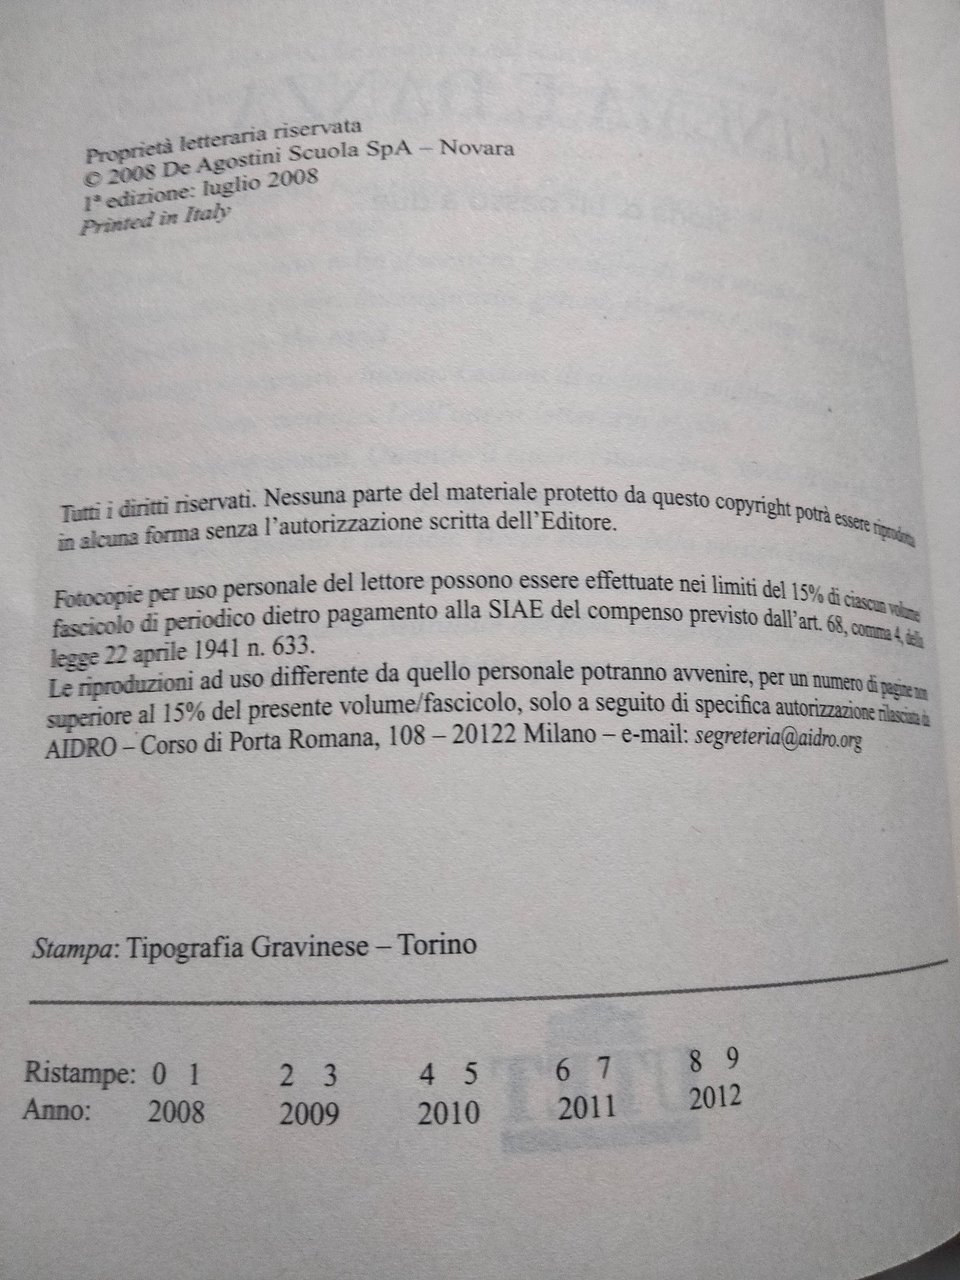 Proprietà letteraria riservata
© 2008 De Agostini Scuola SpA – Novara
1ª edizione: luglio 2008
Printed in Italy
Tutti i diritti riservati. Nessuna parte del materiale protetto da questo copyright potrà essere riprodotta
in alcuna forma senza l'autorizzazione scritta dell'Editore.
Fotocopie per uso personale del lettore possono essere effettuate nei limiti del 15% di ciascun volume
fascicolo di periodico dietro pagamento alla SIAE del compenso previsto dall'art. 68, comma 4, della
legge 22 aprile 1941 n. 633.
Le riproduzioni ad uso differente da quello personale potranno avvenire, per un numero di pagine non
superiore al 15% del presente volume/fascicolo, solo a seguito di specifica autorizzazione rilasciata da
AIDRO – Corso di Porta Romana, 108 – 20122 Milano – e-mail: segreteria@aidro.org
Stampa: Tipografia Gravinese – Torino
Ristampe: 0 1 2 3 4 5 6 7 8 9
Anno: 2008 2009 2010 2011 2012